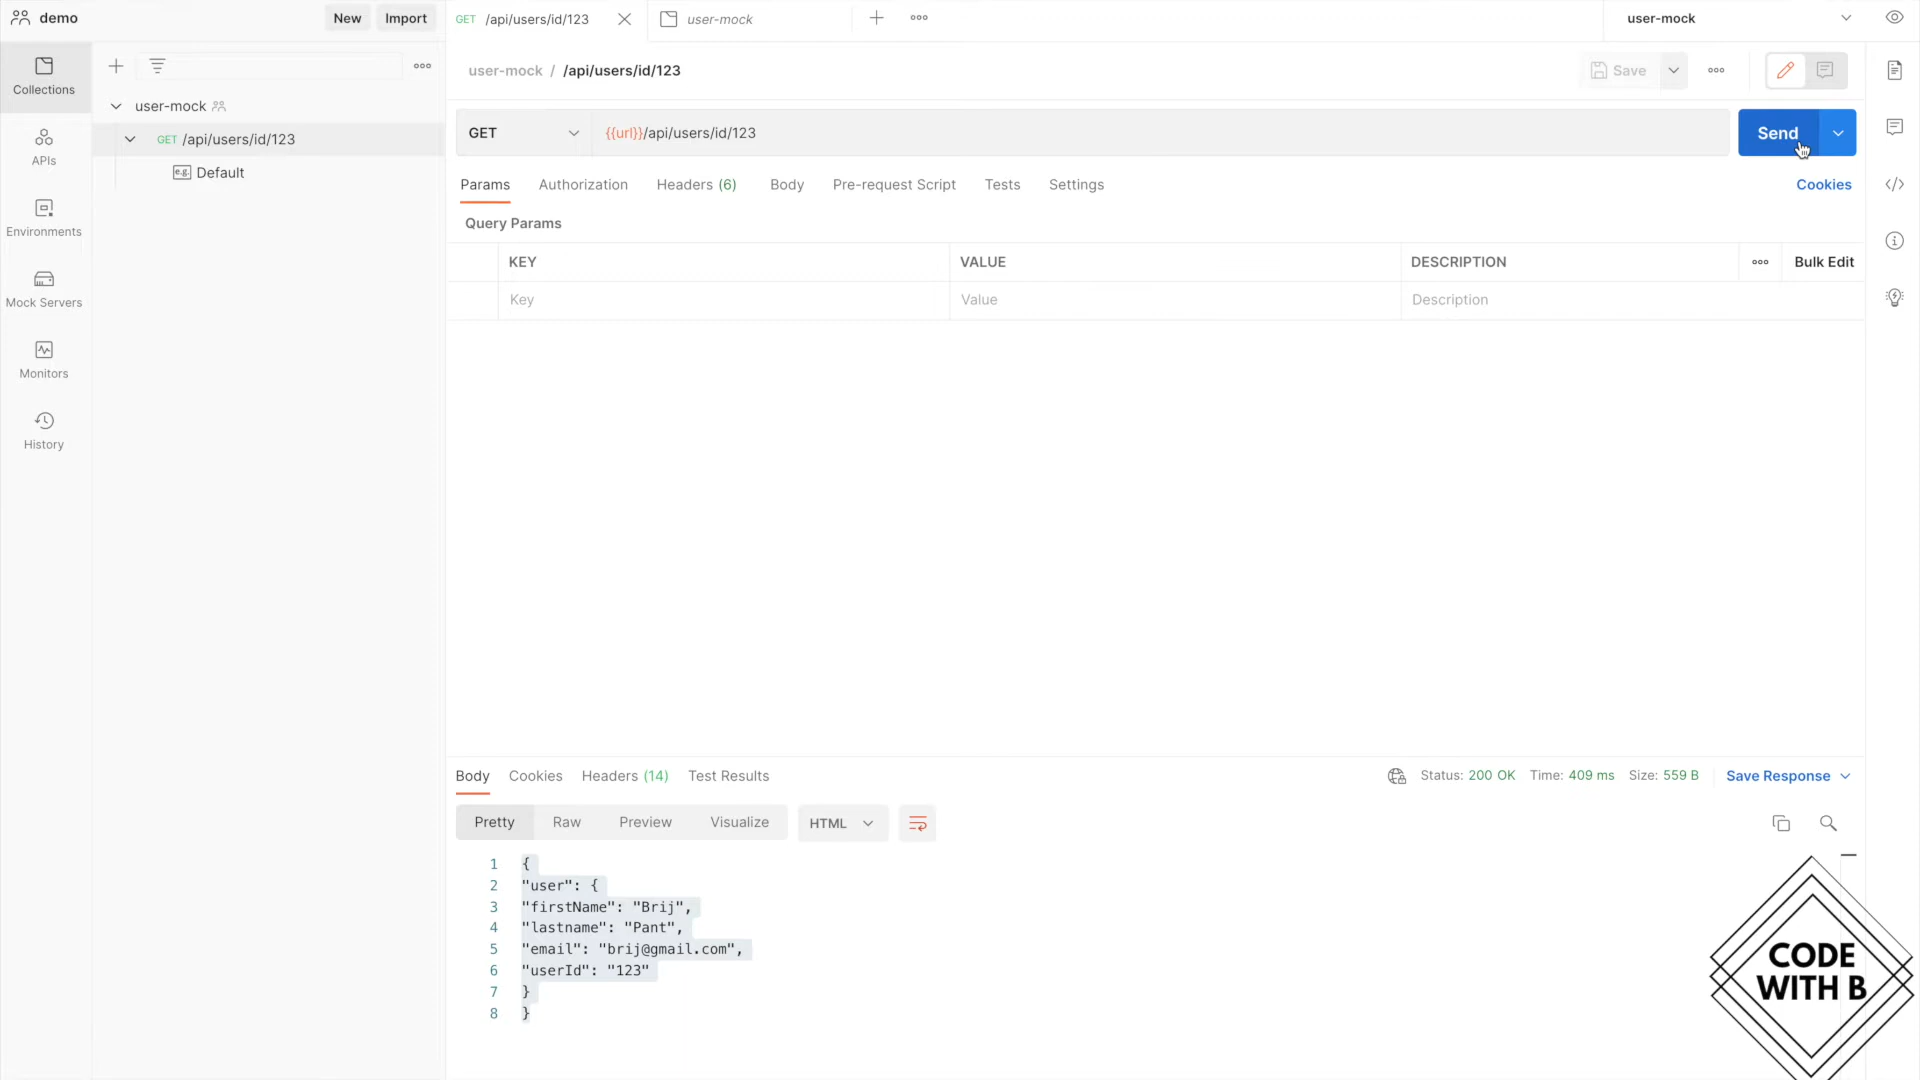 demo
New
Import
GET /api/users/id/123
user-mock
user-mock
Collections
APIs
Environments
Mock Servers
Monitors
History
user-mock
GET /api/users/id/123
e.g. Default
user-mock / /api/users/id/123
Save
GET
{{url}}/api/users/id/123
Send
Params Authorization Headers (6) Body Pre-request Script Tests Settings
Cookies
Query Params
KEY VALUE DESCRIPTION Bulk Edit
Key Value Description
Body Cookies Headers (14) Test Results
Status: 200 OK Time: 409 ms Size: 559 B Save Response
Pretty Raw Preview Visualize HTML
1 {
2 "user": {
3 "firstName": "Brij",
4 "lastname": "Pant",
5 "email": "brij@gmail.com",
6 "userId": "123"
7 }
8 }
CODE
WITH B